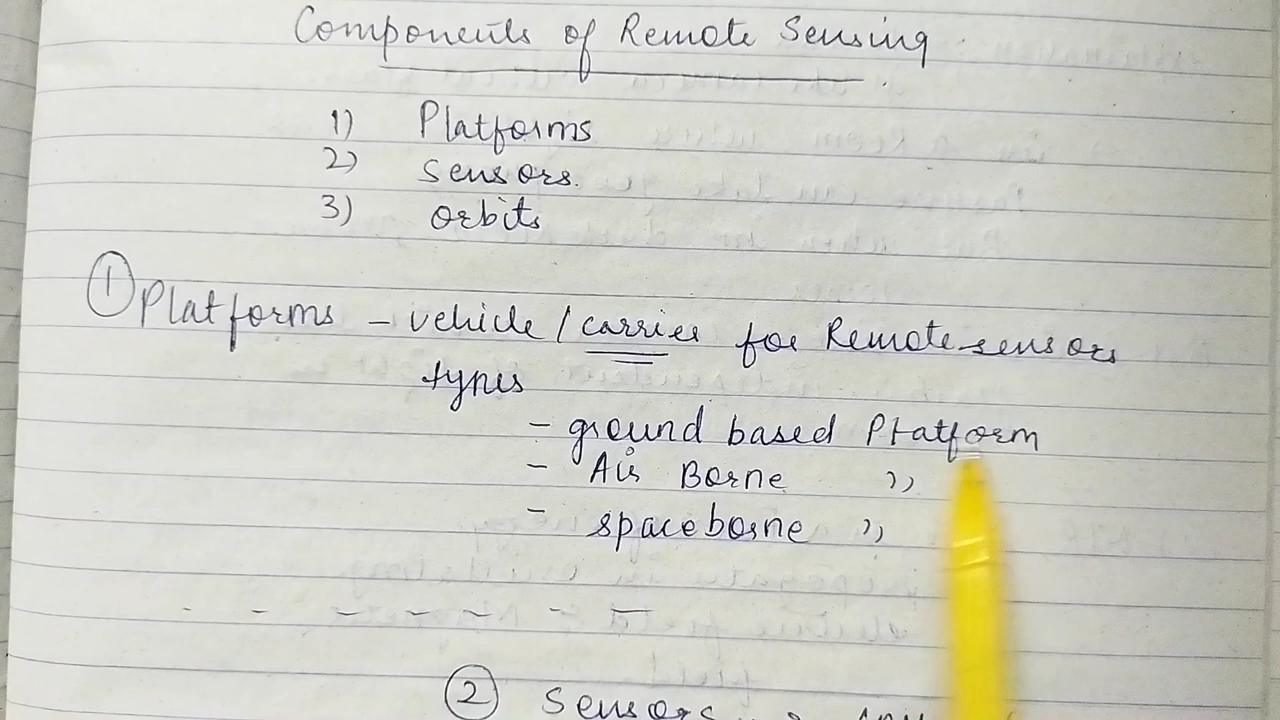 Components of Remote Sensing
1) Platforms
2) Sensors.
3) Orbits
① Platforms - vehicle / carrier for Remote sensors
types
- ground based Platform
- Air Borne ,,
- spaceborne ,,
- - - - - - -
② Sensors